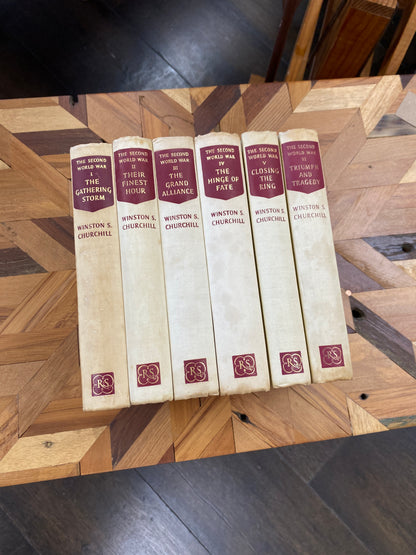 THE SECOND
WORLD WAR
I
THE
GATHERING
STORM
WINSTON S.
CHURCHILL
RS
THE SECOND
WORLD WAR
II
THEIR
FINEST
HOUR
WINSTON S.
CHURCHILL
RS
THE SECOND
WORLD WAR
III
THE
GRAND
ALLIANCE
WINSTON S.
CHURCHILL
RS
THE SECOND
WORLD WAR
IV
THE
HINGE OF
FATE
WINSTON S.
CHURCHILL
RS
THE SECOND
WORLD WAR
V
CLOSING
THE
RING
WINSTON S.
CHURCHILL
RS
THE SECOND
WORLD WAR
VI
TRIUMPH
AND
TRAGEDY
WINSTON S.
CHURCHILL
RS